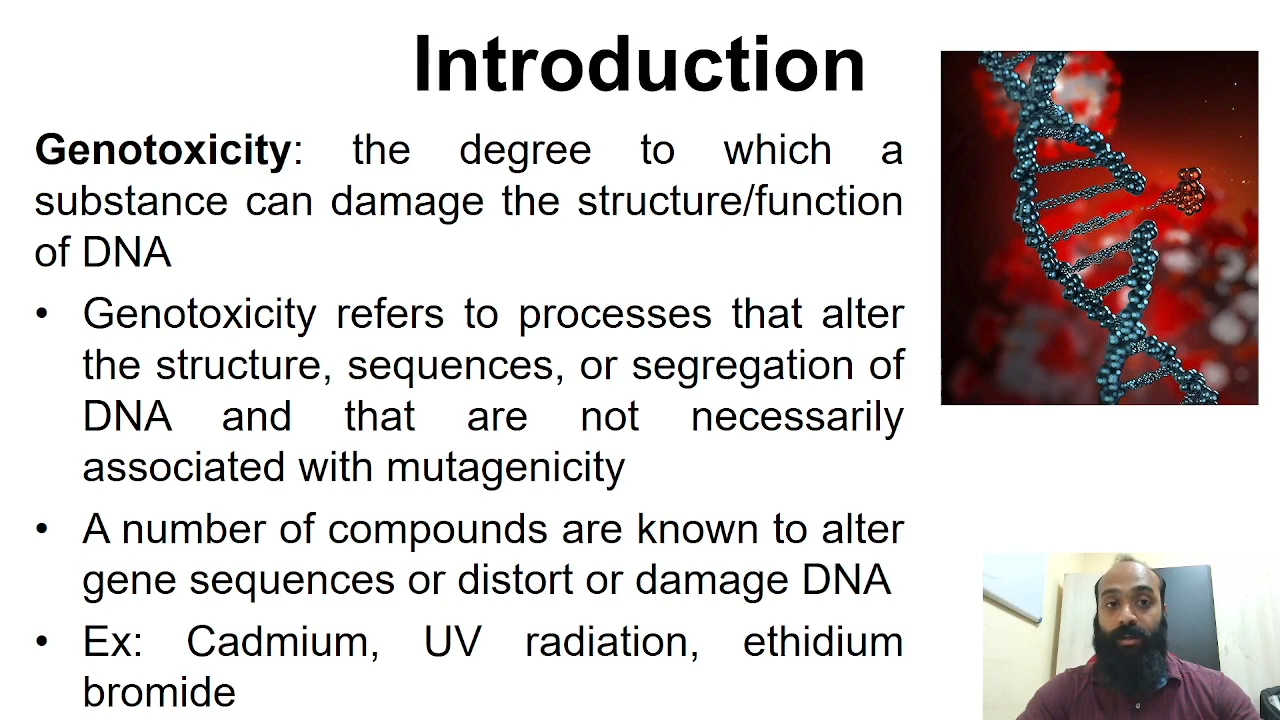 Introduction
Genotoxicity: the degree to which a
substance can damage the structure/function
of DNA
• Genotoxicity refers to processes that alter
the structure, sequences, or segregation of
DNA and that are not necessarily
associated with mutagenicity
• A number of compounds are known to alter
gene sequences or distort or damage DNA
• Ex: Cadmium, UV radiation, ethidium
bromide